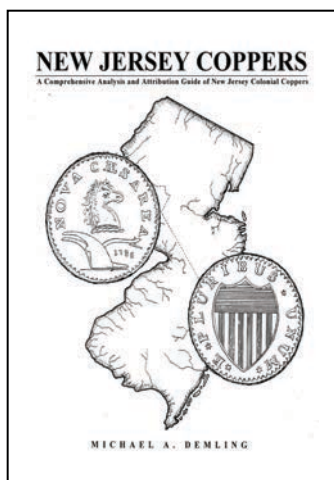 NEW JERSEY COPPERS
A Comprehensive Analysis and Attribution Guide of New Jersey Colonial Coppers
NOVA CÆSAREA
1786
★ E ★ PLURIBUS ★ UNUM ★
MICHAEL A. DEMLING